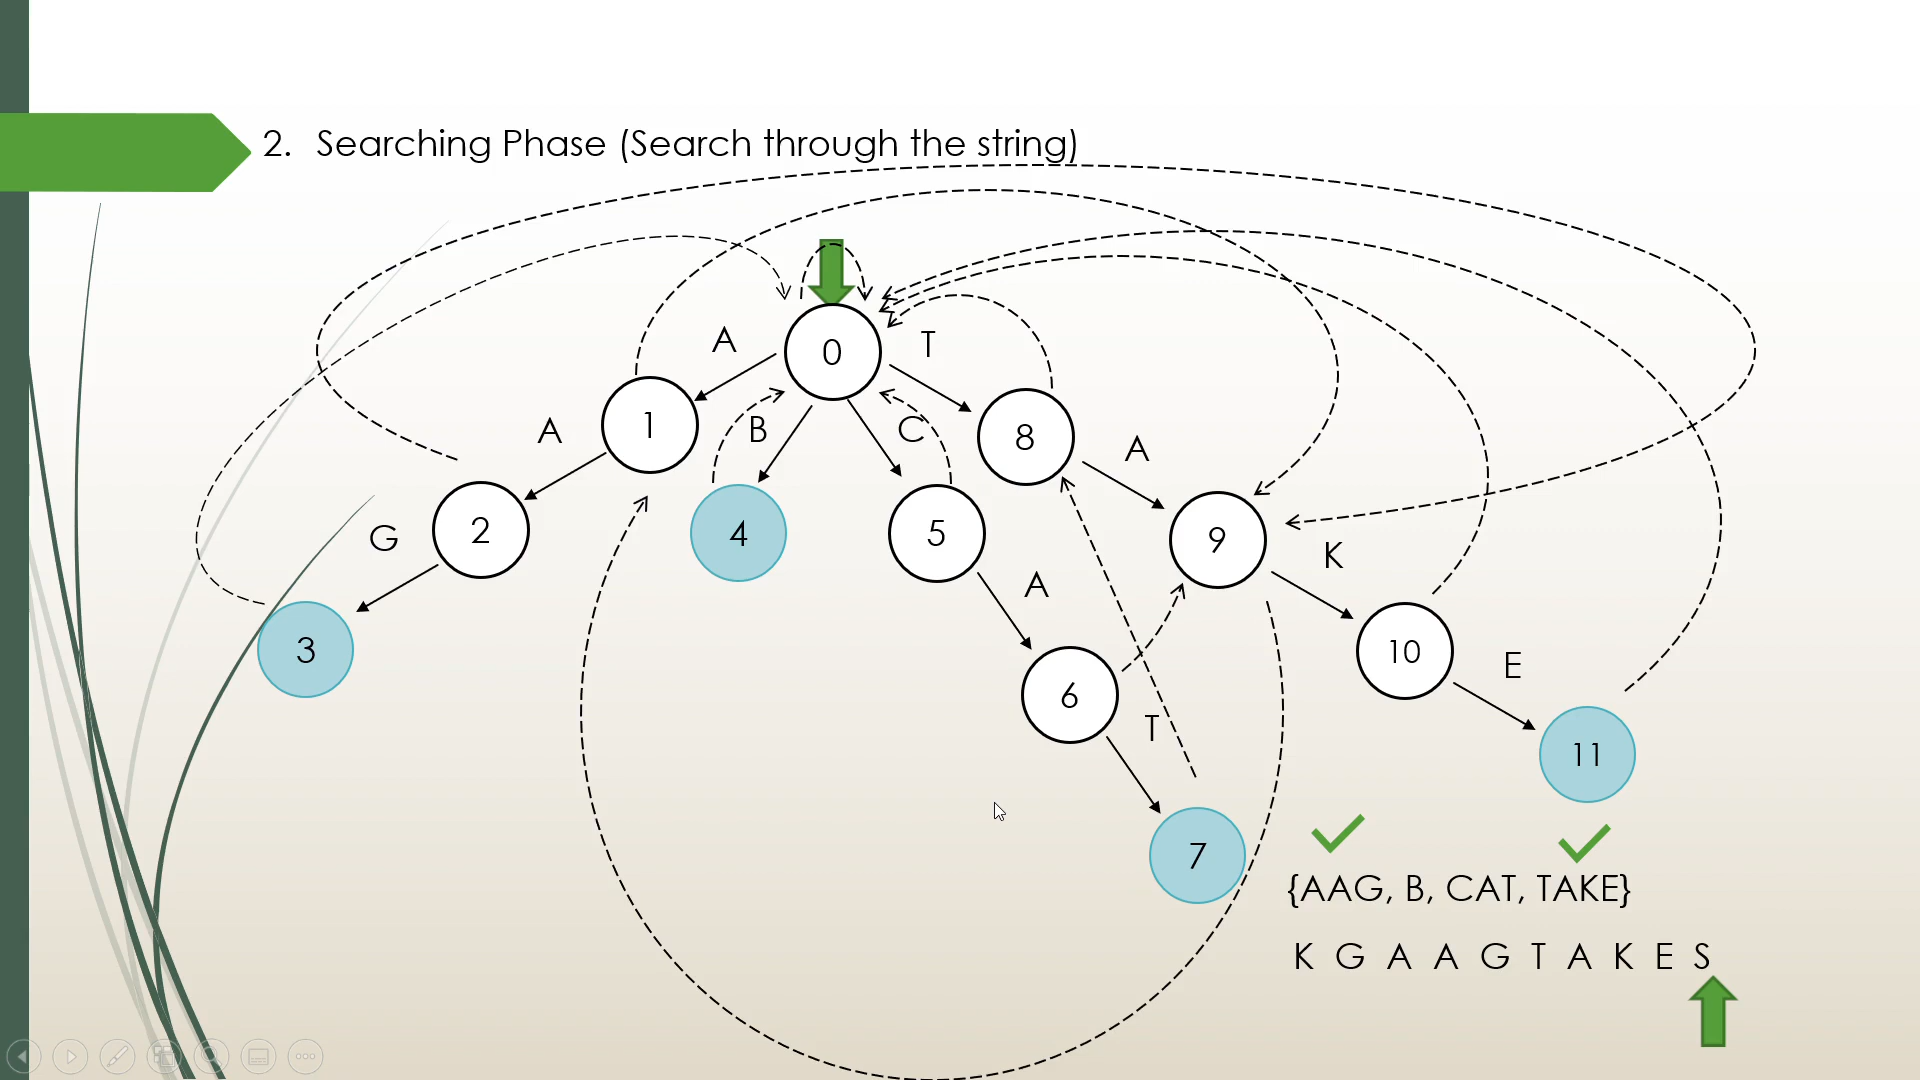 2. Searching Phase (Search through the string)
A
0
T
A
1
B
C
8
A
G
2
4
5
A
9
K
3
6
T
10
E
7
11
{AAG, B, CAT, TAKE}
K G A A G T A K E S